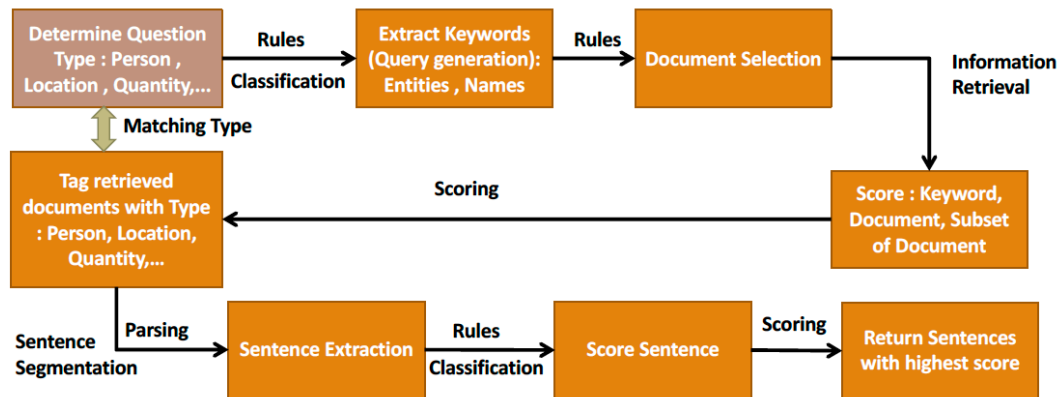 Determine Question
Type : Person ,
Location , Quantity,...
Rules
Classification
Extract Keywords
(Query generation):
Entities , Names
Rules
Document Selection
Information
Retrieval
Matching Type
Tag retrieved
documents with Type
: Person, Location,
Quantity,...
Scoring
Score : Keyword,
Document, Subset
of Document
Sentence
Segmentation
Parsing
Sentence Extraction
Rules
Classification
Score Sentence
Scoring
Return Sentences
with highest score